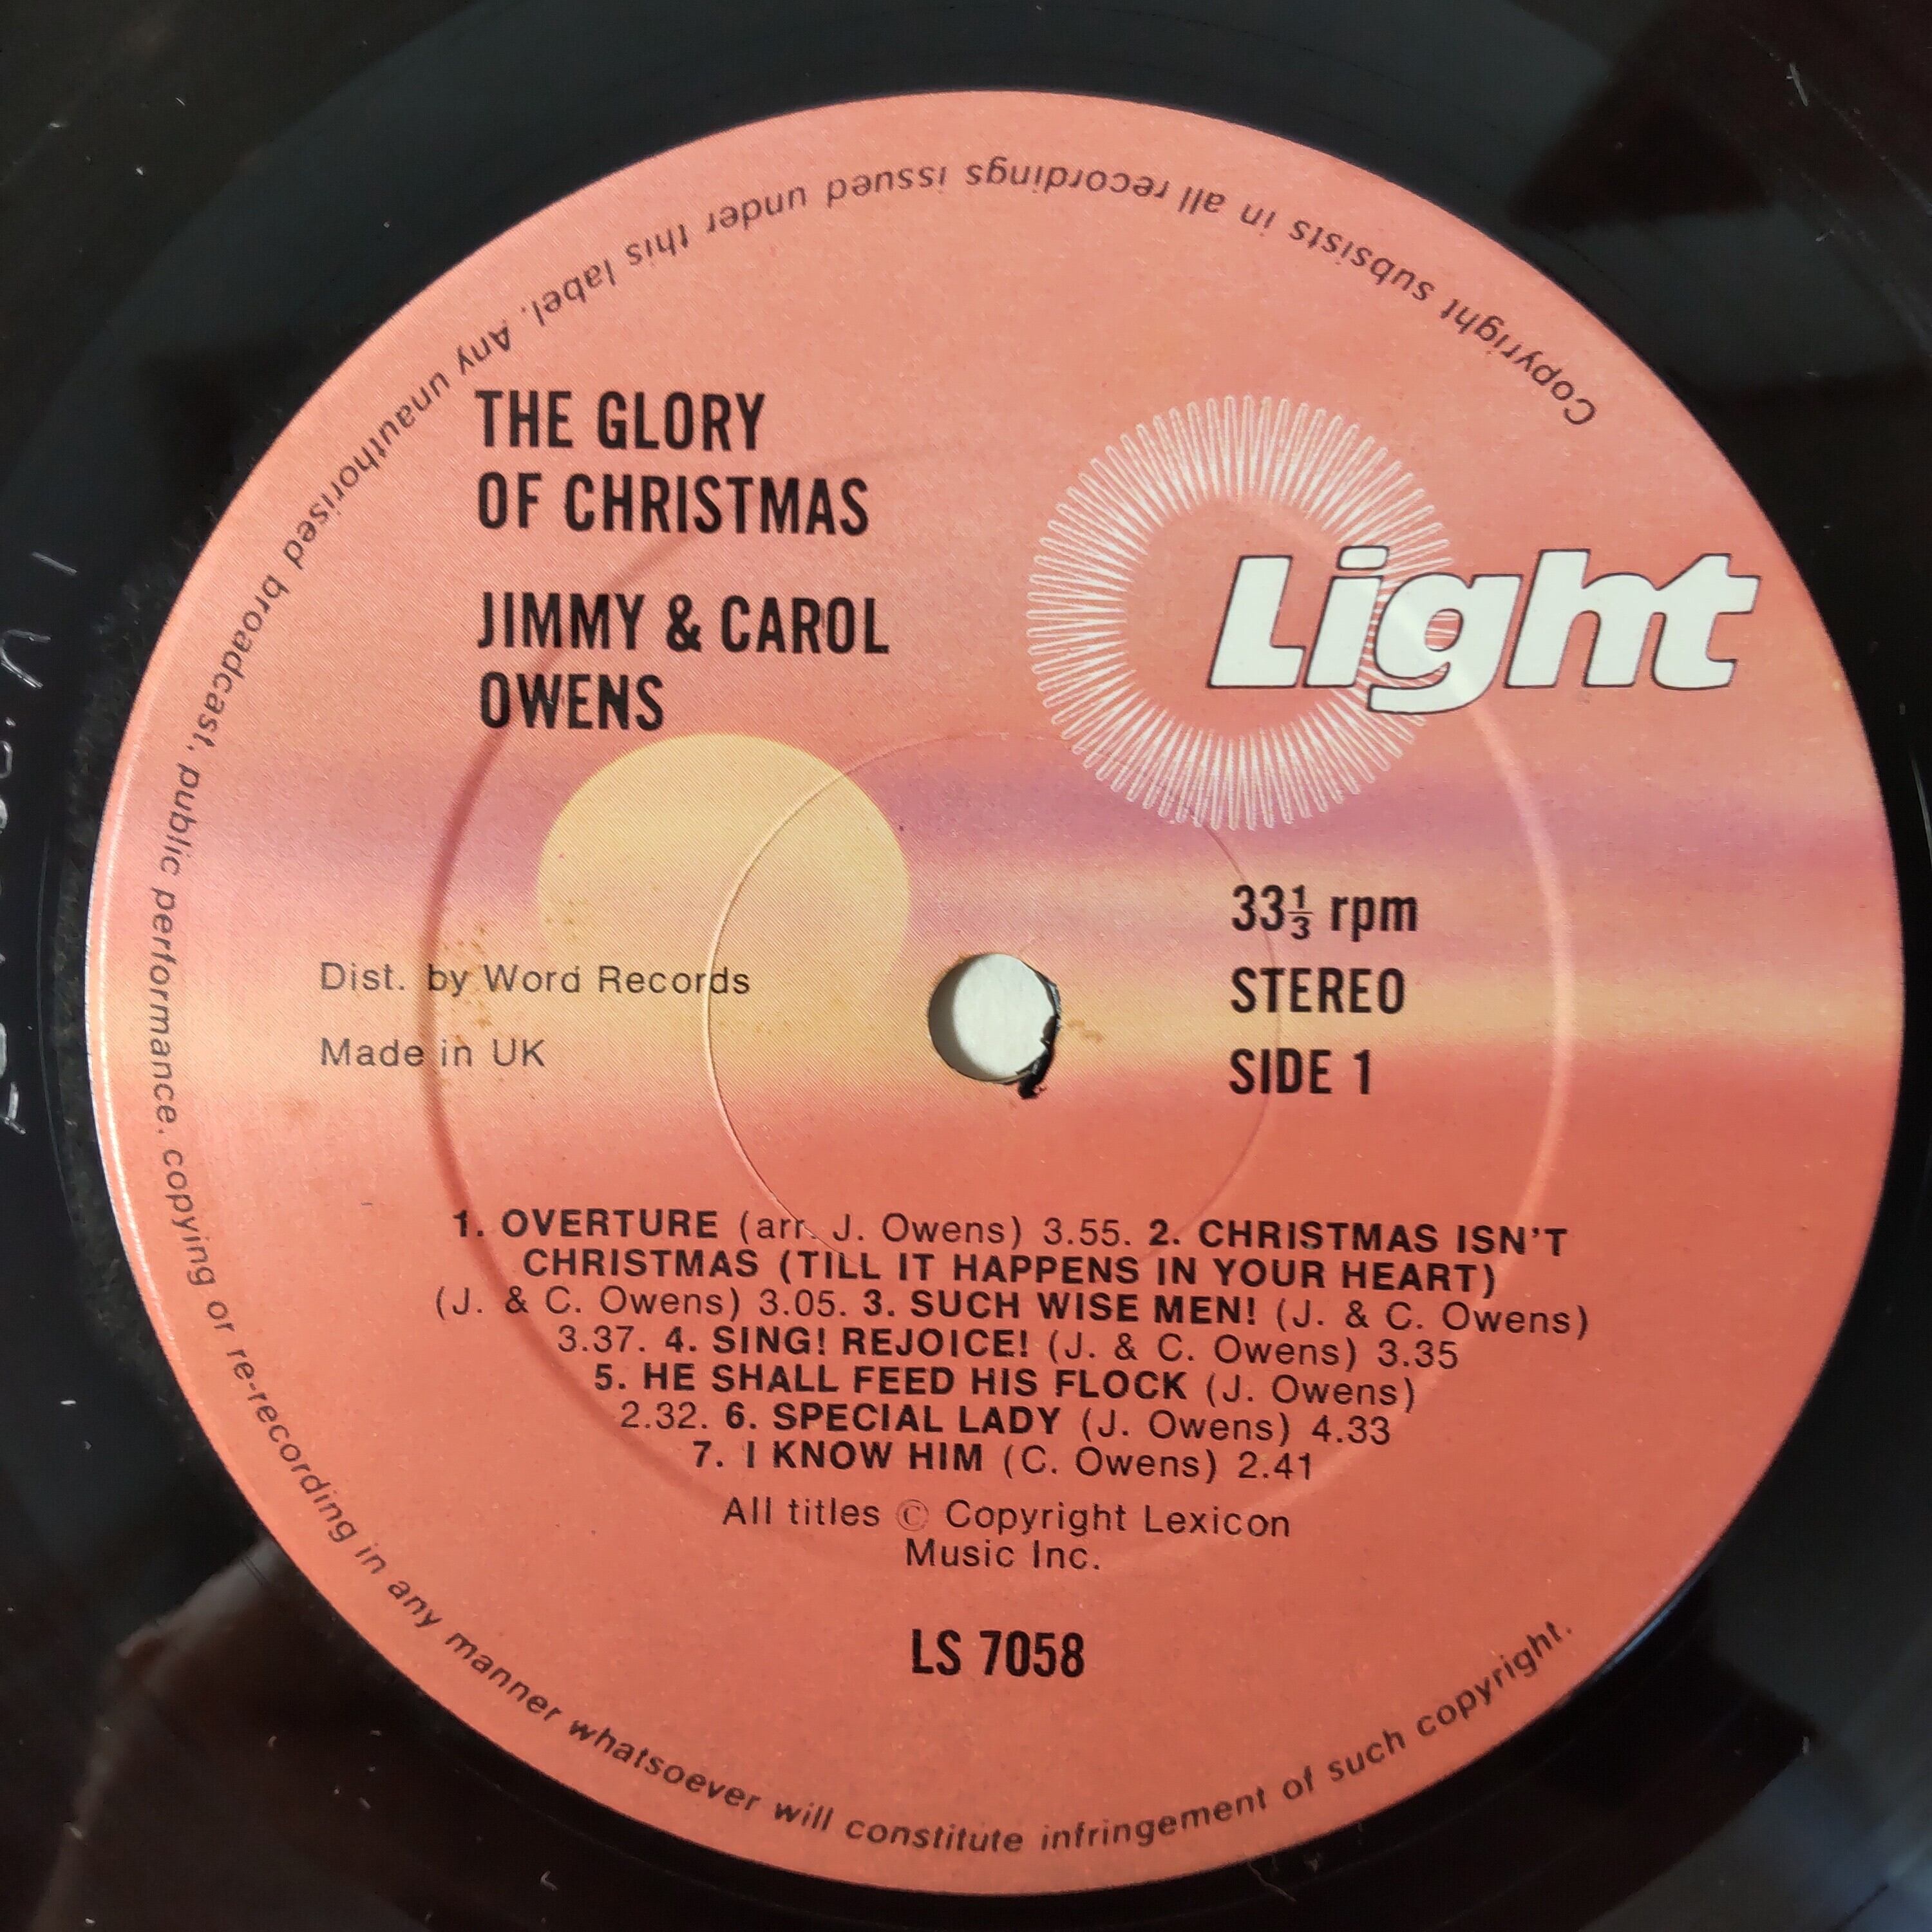 THE GLORY
OF CHRISTMAS
JIMMY & CAROL
OWENS
Light
33⅓ rpm
STEREO
SIDE 1
Dist. by Word Records
Made in UK
1. OVERTURE (arr. J. Owens) 3.55. 2. CHRISTMAS ISN'T
CHRISTMAS (TILL IT HAPPENS IN YOUR HEART)
(J. & C. Owens) 3.05. 3. SUCH WISE MEN! (J. & C. Owens)
3.37. 4. SING! REJOICE! (J. & C. Owens) 3.35
5. HE SHALL FEED HIS FLOCK (J. Owens)
2.32. 6. SPECIAL LADY (J. Owens) 4.33
7. I KNOW HIM (C. Owens) 2.41
All titles © Copyright Lexicon
Music Inc.
LS 7058
Copyright subsists in all recordings issued under this label. Any unauthorised broadcast, public performance, copying or re-recording in any manner whatsoever will constitute infringement of such copyright.